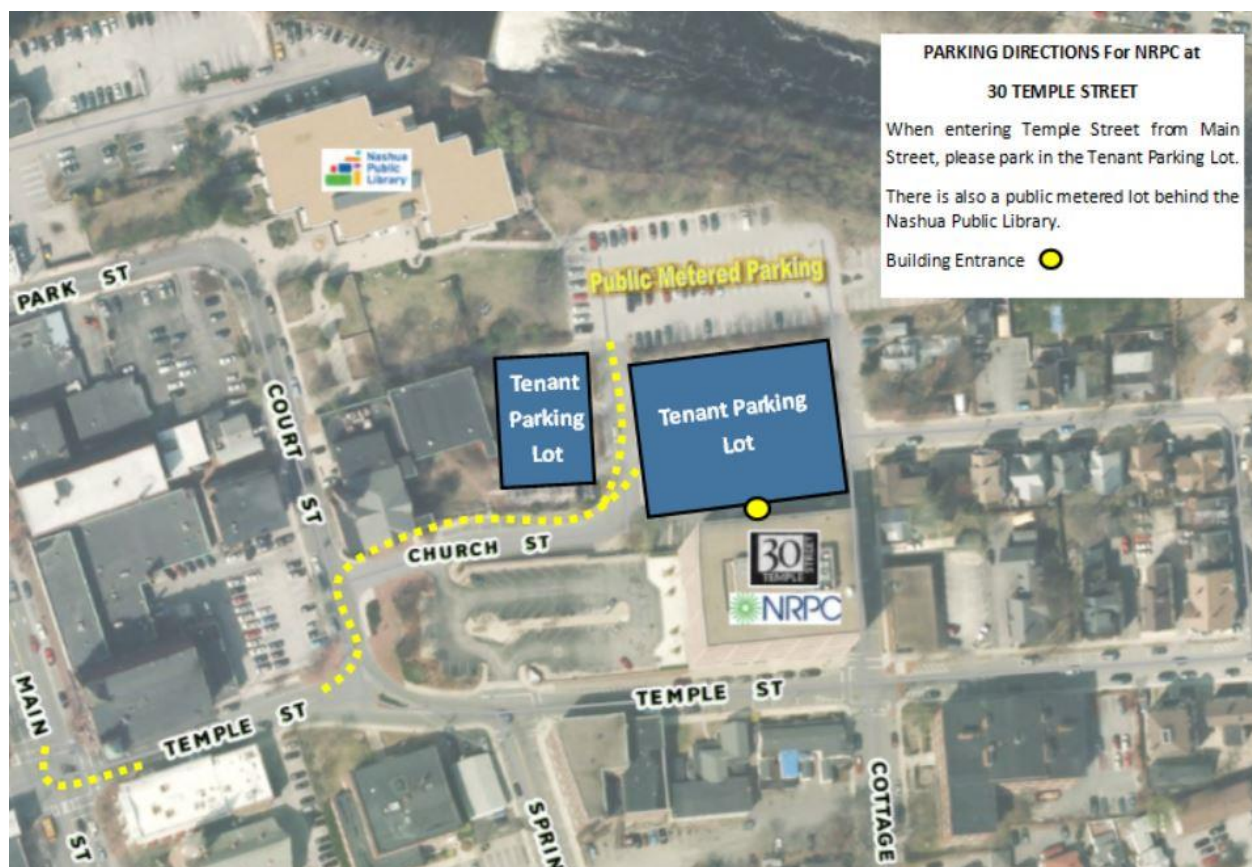 PARKING DIRECTIONS For NRPC at
30 TEMPLE STREET
When entering Temple Street from Main
Street, please park in the Tenant Parking Lot.
There is also a public metered lot behind the
Nashua Public Library.
Building Entrance
Nashua
Public
Library
Public Metered Parking
PARK ST
COURT ST
Tenant
Parking
Lot
Tenant Parking
Lot
CHURCH ST
30
TEMPLE
STREET
NRPC
MAIN ST
TEMPLE ST
TEMPLE ST
SPRIN
COTTAGE